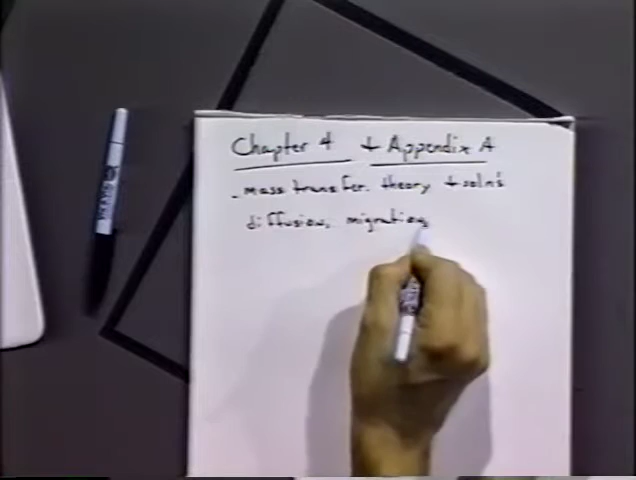 Chapter 4 + Appendix A
- mass transfer. theory + soln's
diffusion, migration,